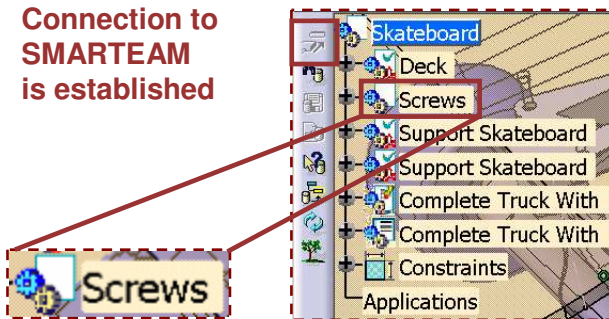 Connection to
SMARTEAM
is established
Skateboard
Deck
Screws
Support Skateboard
Support Skateboard
Complete Truck With
Complete Truck With
Constraints
Applications
Screws